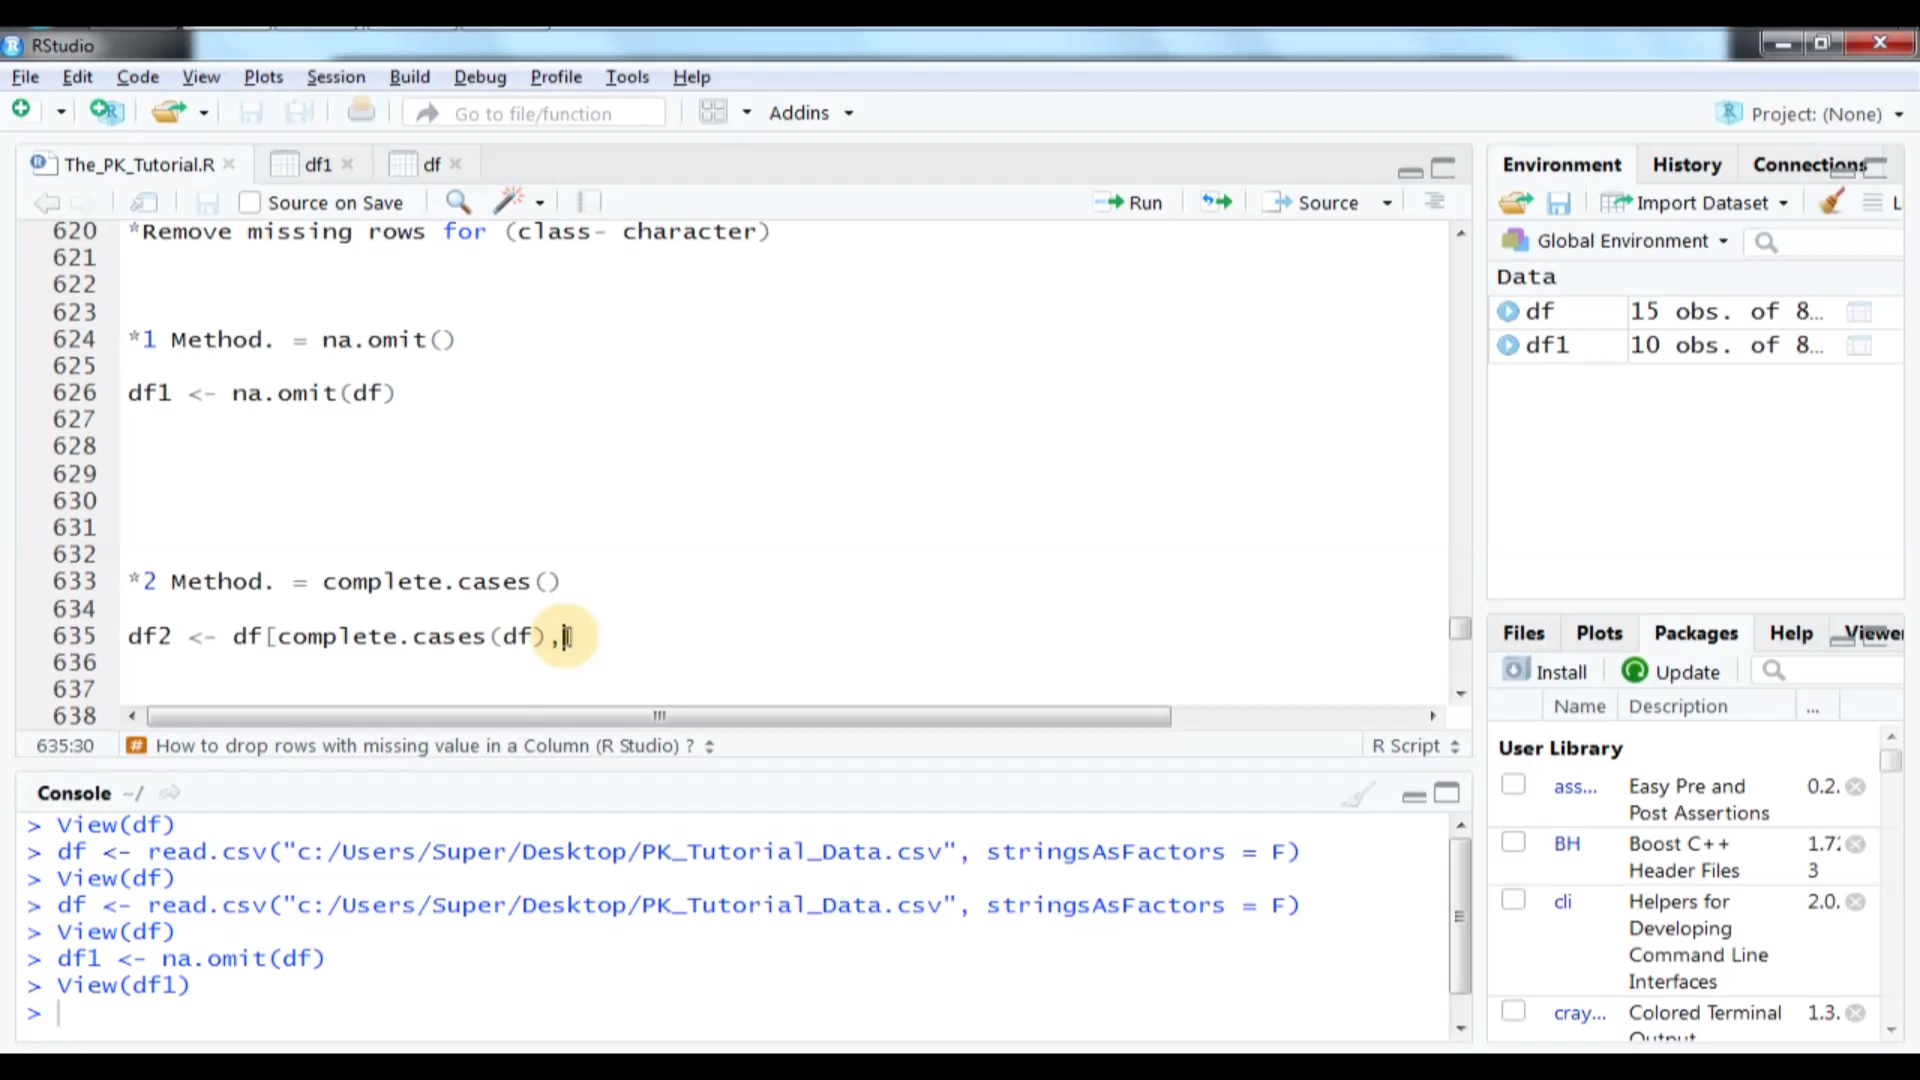 RStudio
File Edit Code View Plots Session Build Debug Profile Tools Help
Go to file/function Addins Project: (None)
The_PK_Tutorial.R df1 df
Source on Save Run Source
620 *Remove missing rows for (class- character)
621
622
623
624 *1 Method. = na.omit()
625
626 df1 <- na.omit(df)
627
628
629
630
631
632
633 *2 Method. = complete.cases()
634
635 df2 <- df[complete.cases(df),]
636
637
638
635:30 # How to drop rows with missing value in a Column (R Studio) ? R Script
Console ~/
> View(df)
> df <- read.csv("c:/Users/Super/Desktop/PK_Tutorial_Data.csv", stringsAsFactors = F)
> View(df)
> df <- read.csv("c:/Users/Super/Desktop/PK_Tutorial_Data.csv", stringsAsFactors = F)
> View(df)
> df1 <- na.omit(df)
> View(df1)
>
Environment History Connections
Import Dataset L
Global Environment
Data
df 15 obs. of 8…
df1 10 obs. of 8…
Files Plots Packages Help Viewer
Install Update
Name Description ...
User Library
ass... Easy Pre and 0.2.
Post Assertions
BH Boost C++ 1.7:
Header Files 3
cli Helpers for 2.0.
Developing
Command Line
Interfaces
cray... Colored Terminal 1.3.
Output